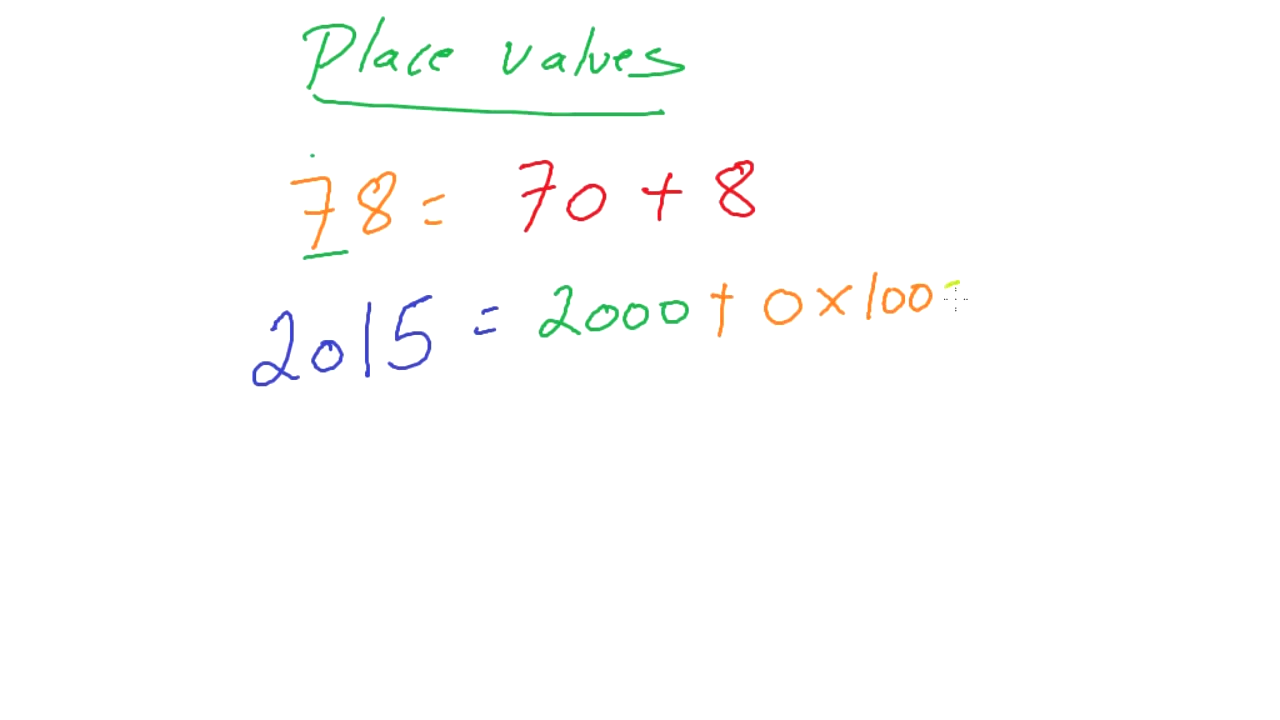 Place values
78 = 70 + 8
2015 = 2000 + 0 x 100